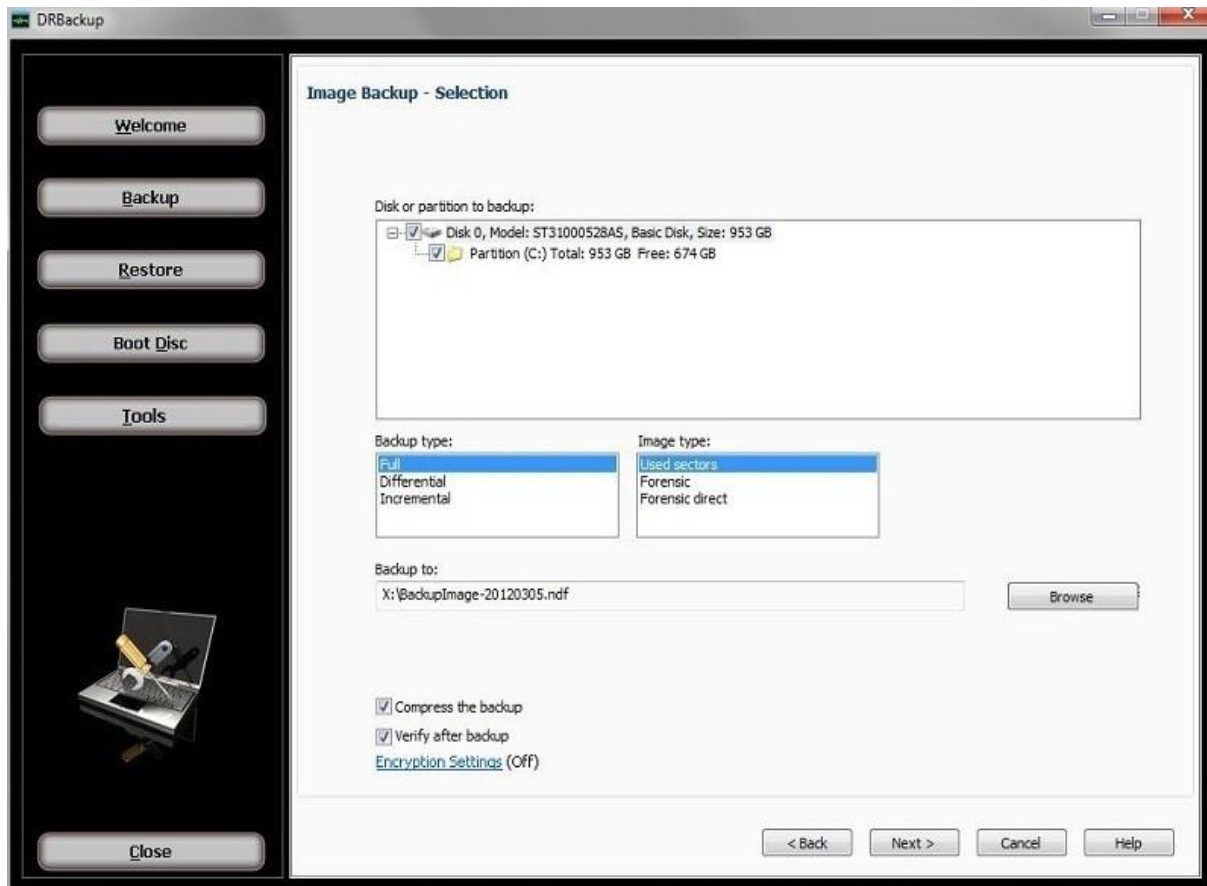 DRBackup
Welcome
Backup
Restore
Boot Disc
Tools
Close
Image Backup - Selection
Disk or partition to backup:
Disk 0, Model: ST31000528AS, Basic Disk, Size: 953 GB
Partition (C:) Total: 953 GB Free: 674 GB
Backup type:
Full
Differential
Incremental
Image type:
Used sectors
Forensic
Forensic direct
Backup to:
X:\BackupImage-20120305.ndf
Browse
Compress the backup
Verify after backup
Encryption Settings (Off)
< Back
Next >
Cancel
Help